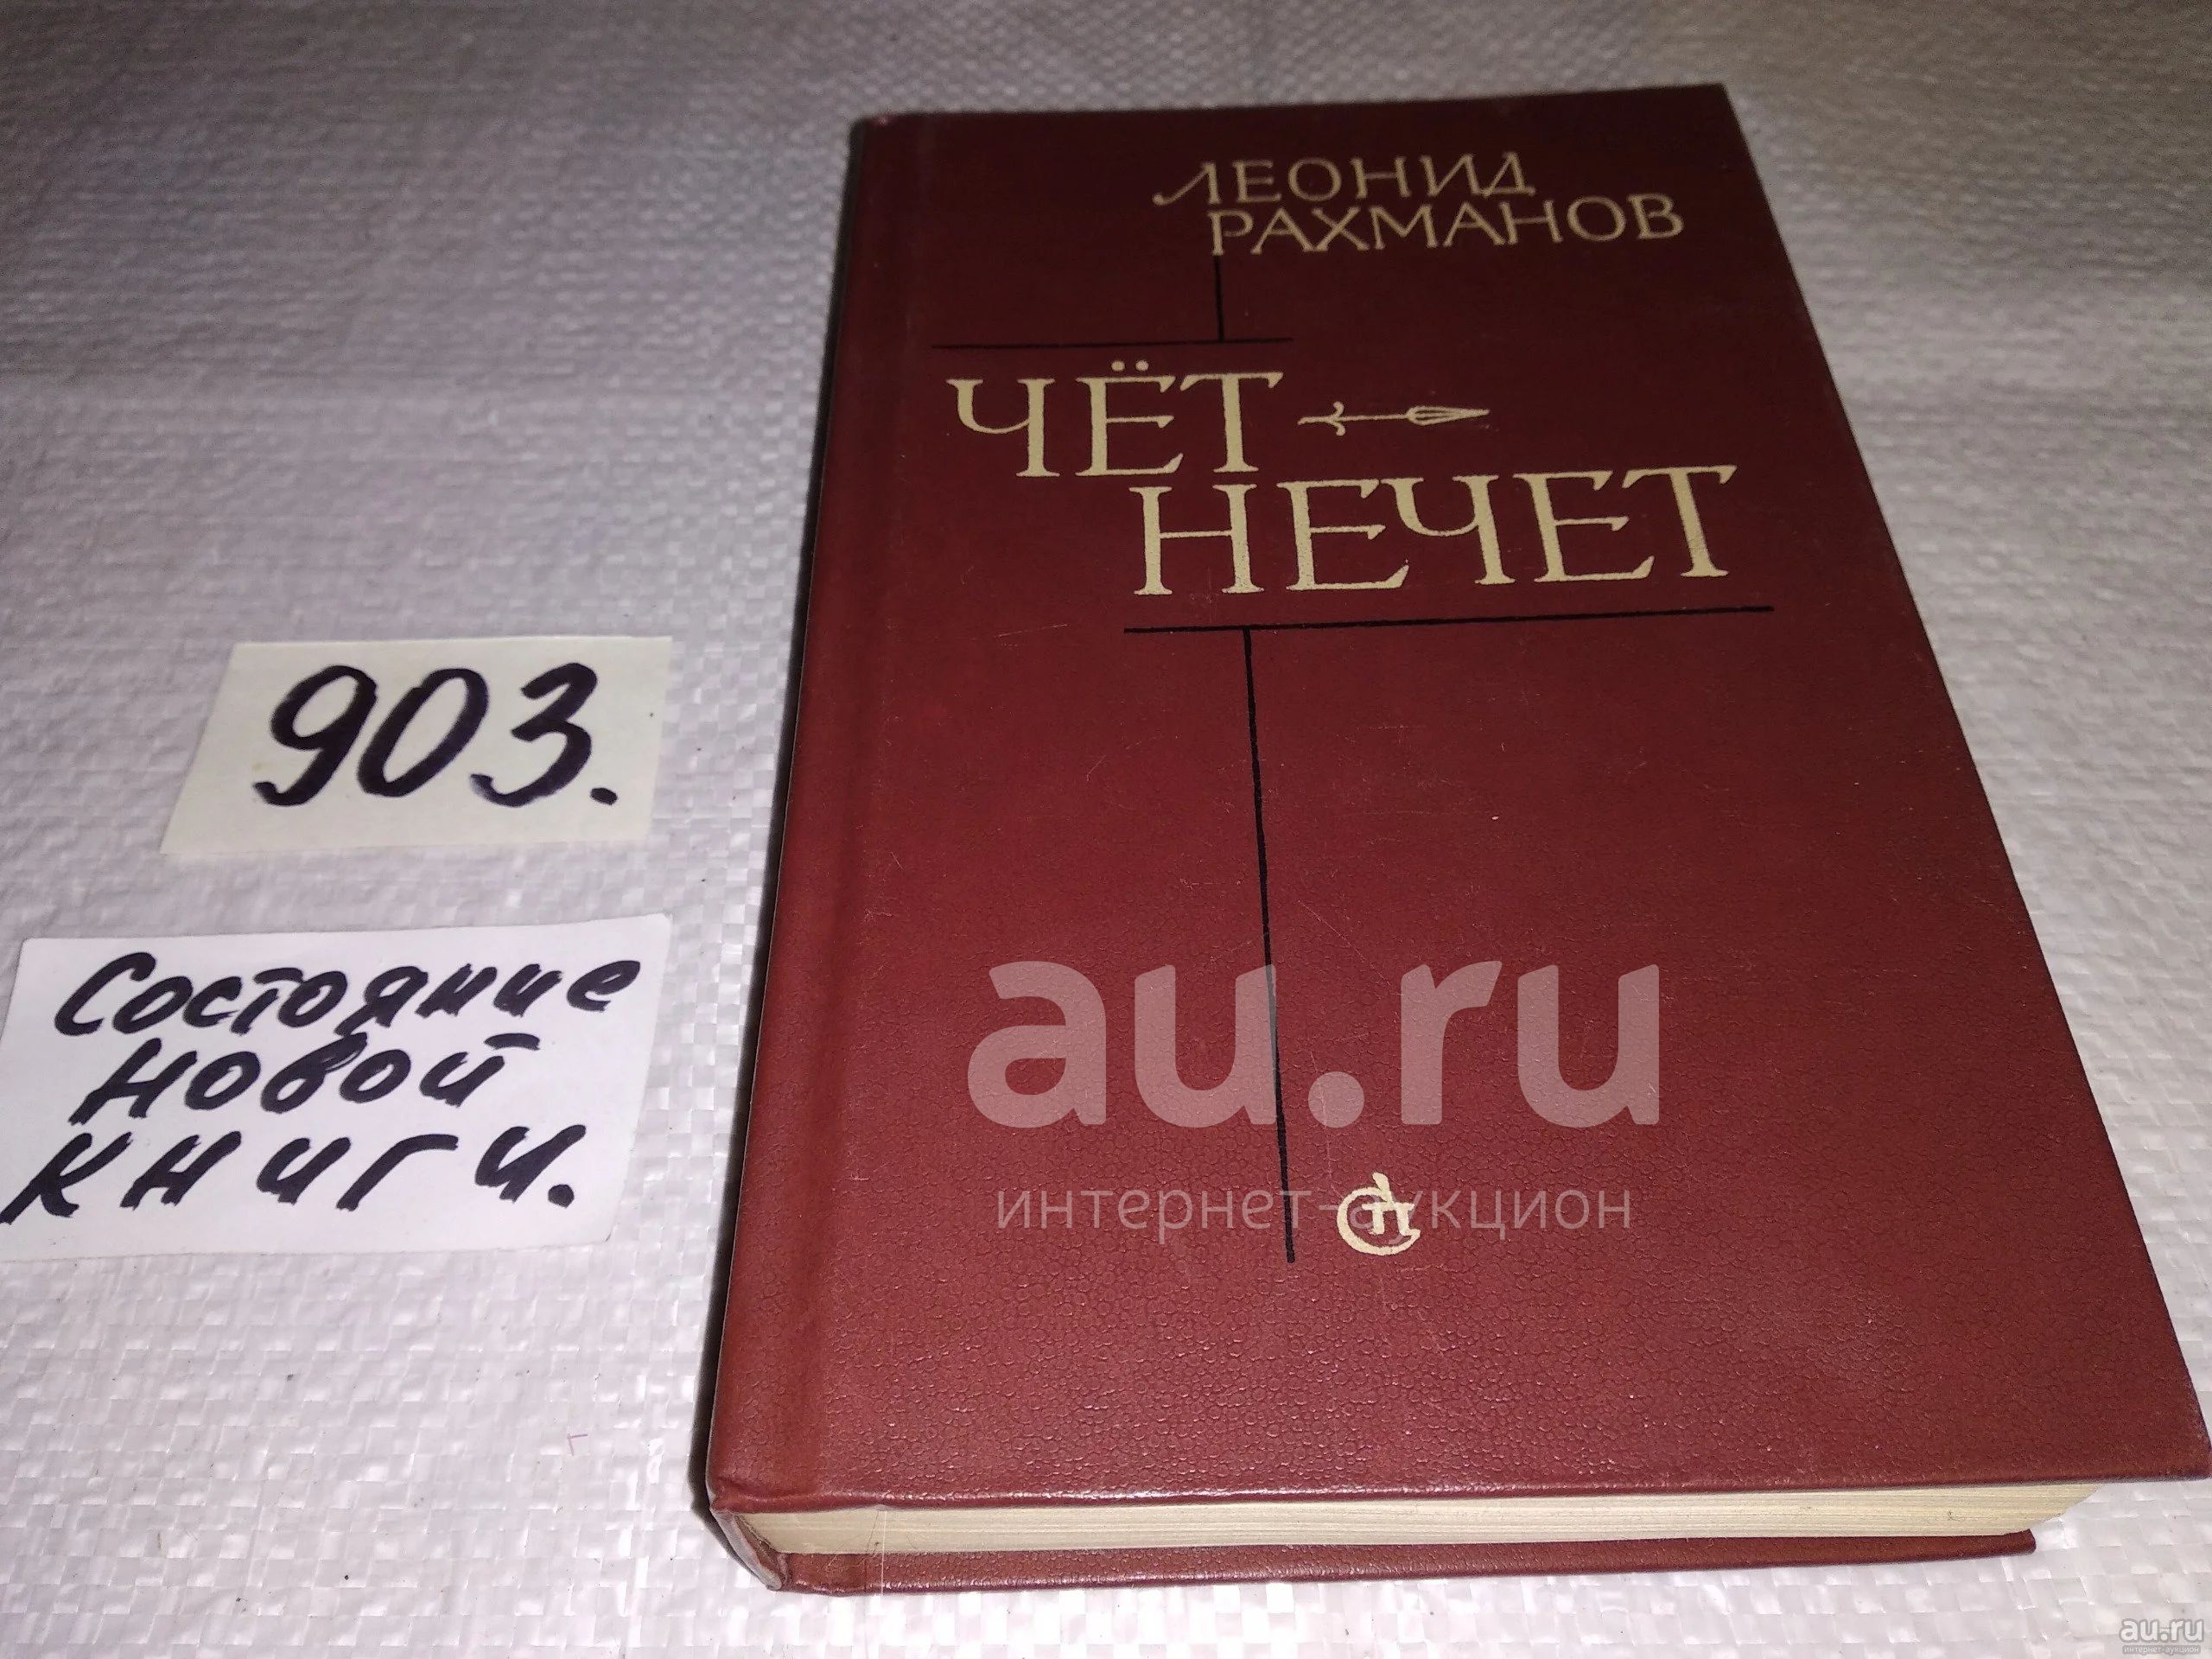 ЛЕОНИД
РАХМАНОВ
ЧЁТ
НЕЧЕТ
903.
Состояние
новой
книги.
au.ru
интернет-аукцион
au.ru
интернет-аукцион